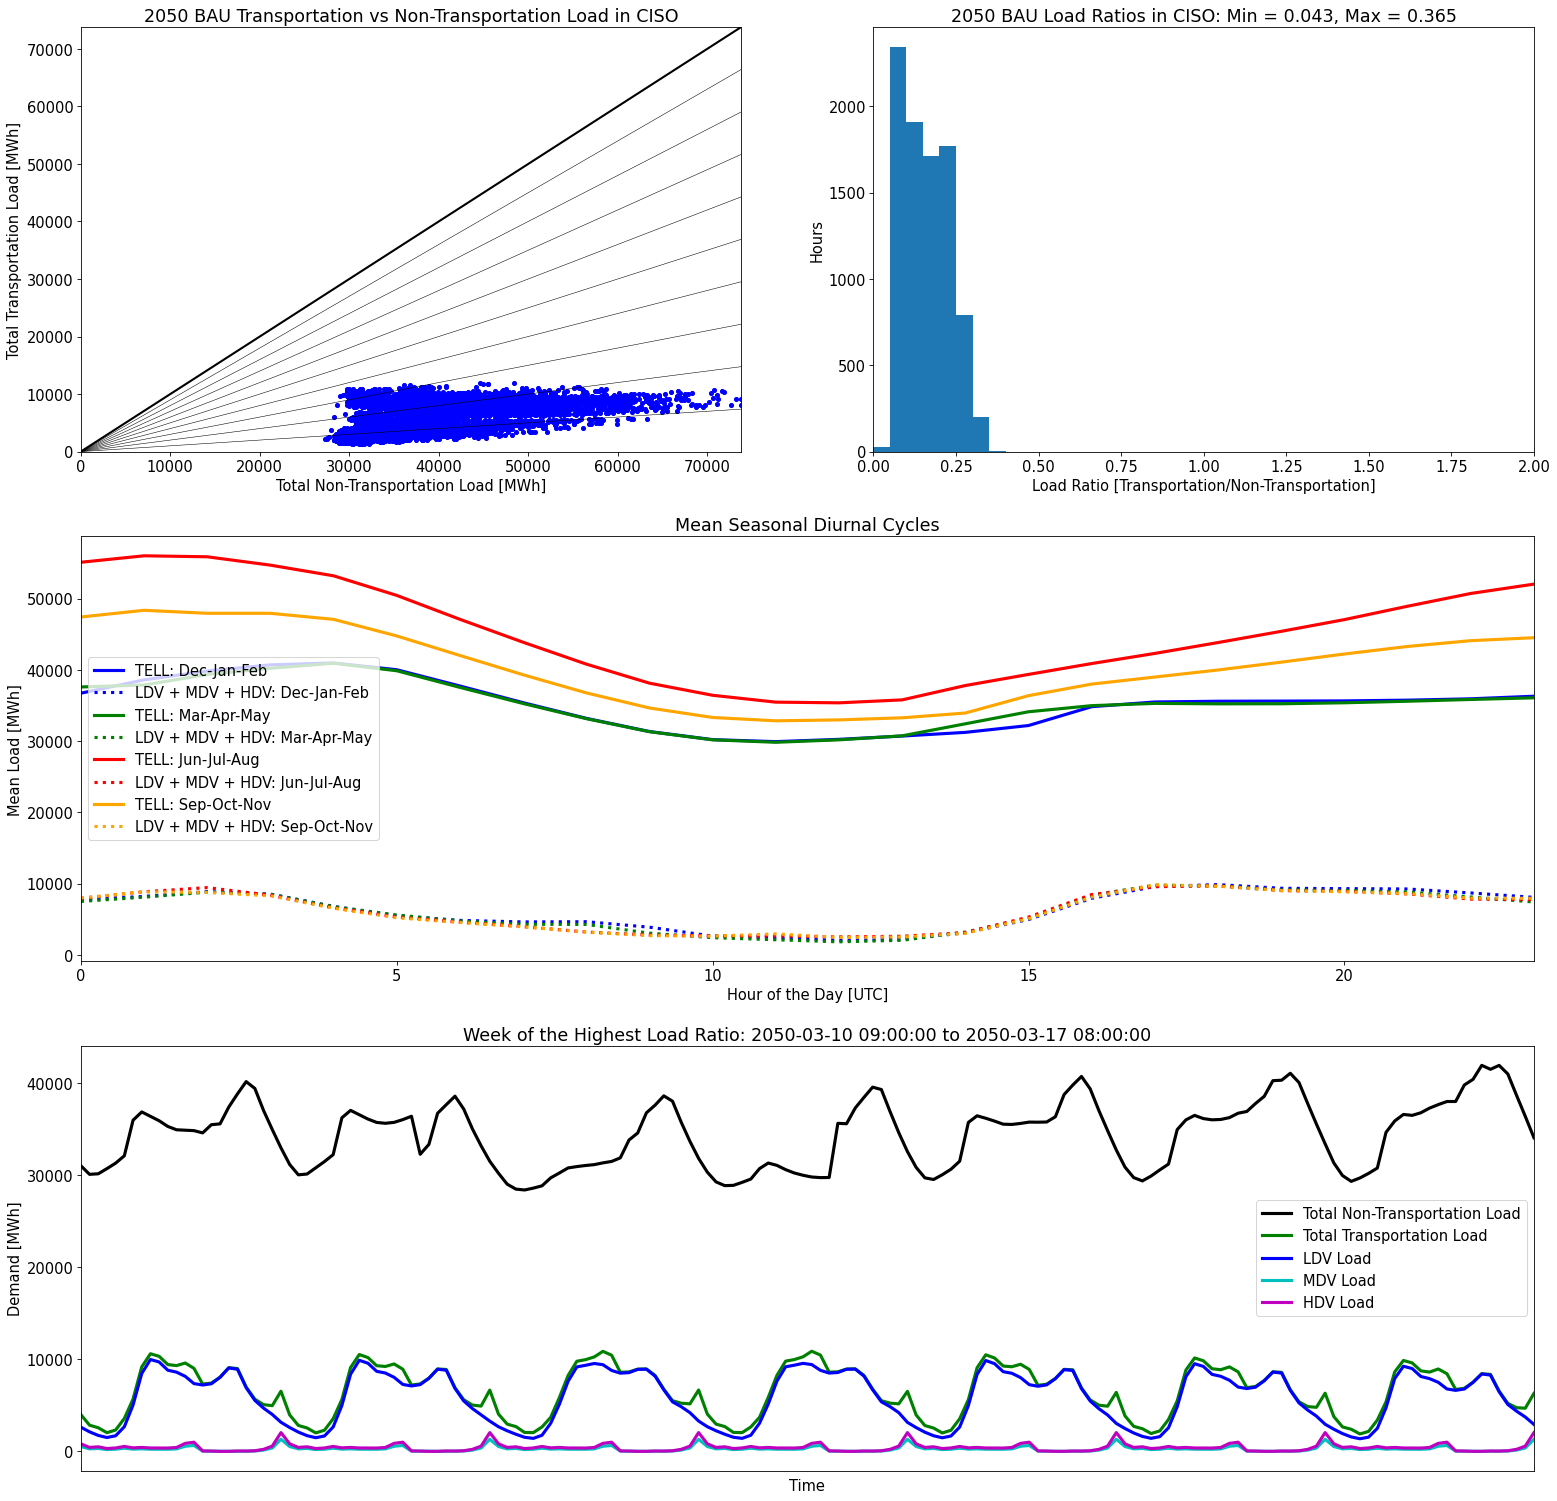 2050 BAU Transportation vs Non-Transportation Load in CISO
Total Transportation Load [MWh]
70000
60000
50000
40000
30000
20000
10000
0
0 10000 20000 30000 40000 50000 60000 70000
Total Non-Transportation Load [MWh]
2050 BAU Load Ratios in CISO: Min = 0.043, Max = 0.365
Hours
2000
1500
1000
500
0
0.00 0.25 0.50 0.75 1.00 1.25 1.50 1.75 2.00
Load Ratio [Transportation/Non-Transportation]
Mean Seasonal Diurnal Cycles
Mean Load [MWh]
50000
40000
30000
20000
10000
0
TELL: Dec-Jan-Feb
LDV + MDV + HDV: Dec-Jan-Feb
TELL: Mar-Apr-May
LDV + MDV + HDV: Mar-Apr-May
TELL: Jun-Jul-Aug
LDV + MDV + HDV: Jun-Jul-Aug
TELL: Sep-Oct-Nov
LDV + MDV + HDV: Sep-Oct-Nov
0 5 10 15 20
Hour of the Day [UTC]
Week of the Highest Load Ratio: 2050-03-10 09:00:00 to 2050-03-17 08:00:00
Demand [MWh]
40000
30000
20000
10000
0
Total Non-Transportation Load
Total Transportation Load
LDV Load
MDV Load
HDV Load
Time